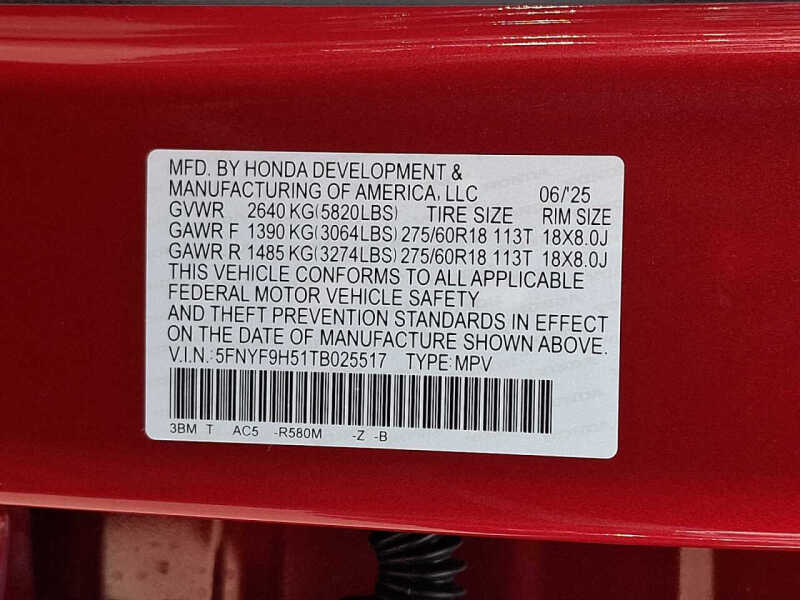 MFD. BY HONDA DEVELOPMENT &
MANUFACTURING OF AMERICA, LLC 06/'25
GVWR 2640 KG(5820LBS) TIRE SIZE RIM SIZE
GAWR F 1390 KG(3064LBS) 275/60R18 113T 18X8.0J
GAWR R 1485 KG(3274LBS) 275/60R18 113T 18X8.0J
THIS VEHICLE CONFORMS TO ALL APPLICABLE
FEDERAL MOTOR VEHICLE SAFETY
AND THEFT PREVENTION STANDARDS IN EFFECT
ON THE DATE OF MANUFACTURE SHOWN ABOVE.
V.I.N.: 5FNYF9H51TB025517 TYPE: MPV
3BM T AC5 -R580M -Z -B